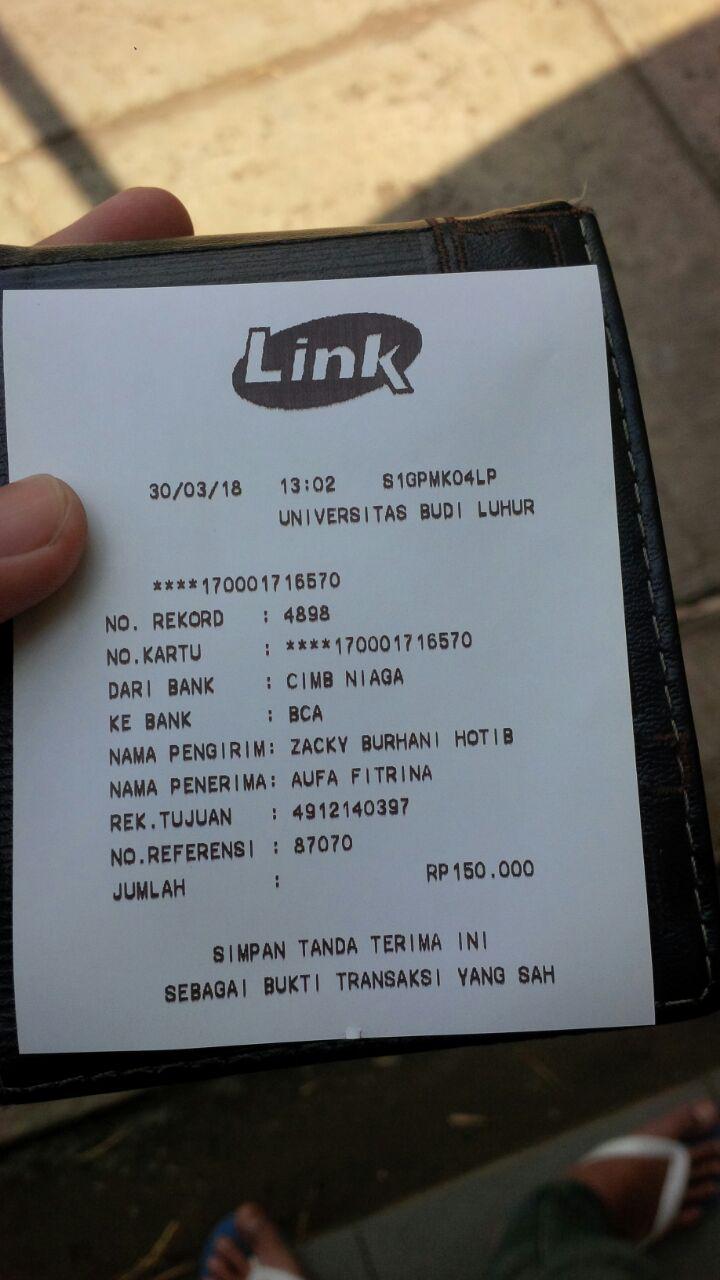 Link
30/03/18 13:02 S1GPMK04LP
UNIVERSITAS BUDI LUHUR
****170001716570
NO. REKORD : 4898
NO.KARTU : ****170001716570
DARI BANK : CIMB NIAGA
KE BANK : BCA
NAMA PENGIRIM: ZACKY BURHANI HOTIB
NAMA PENERIMA: AUFA FITRINA
REK.TUJUAN : 4912140397
NO.REFERENSI : 87070
JUMLAH : RP150.000
SIMPAN TANDA TERIMA INI
SEBAGAI BUKTI TRANSAKSI YANG SAH